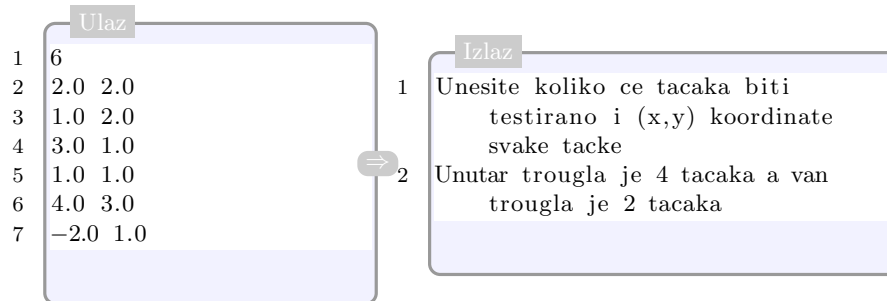 Ulaz
1 6
2 2.0 2.0
3 1.0 2.0
4 3.0 1.0
5 1.0 1.0
6 4.0 3.0
7 −2.0 1.0
⇒
Izlaz
1 Unesite koliko ce tacaka biti
testirano i (x,y) koordinate
svake tacke
2 Unutar trougla je 4 tacaka a van
trougla je 2 tacaka